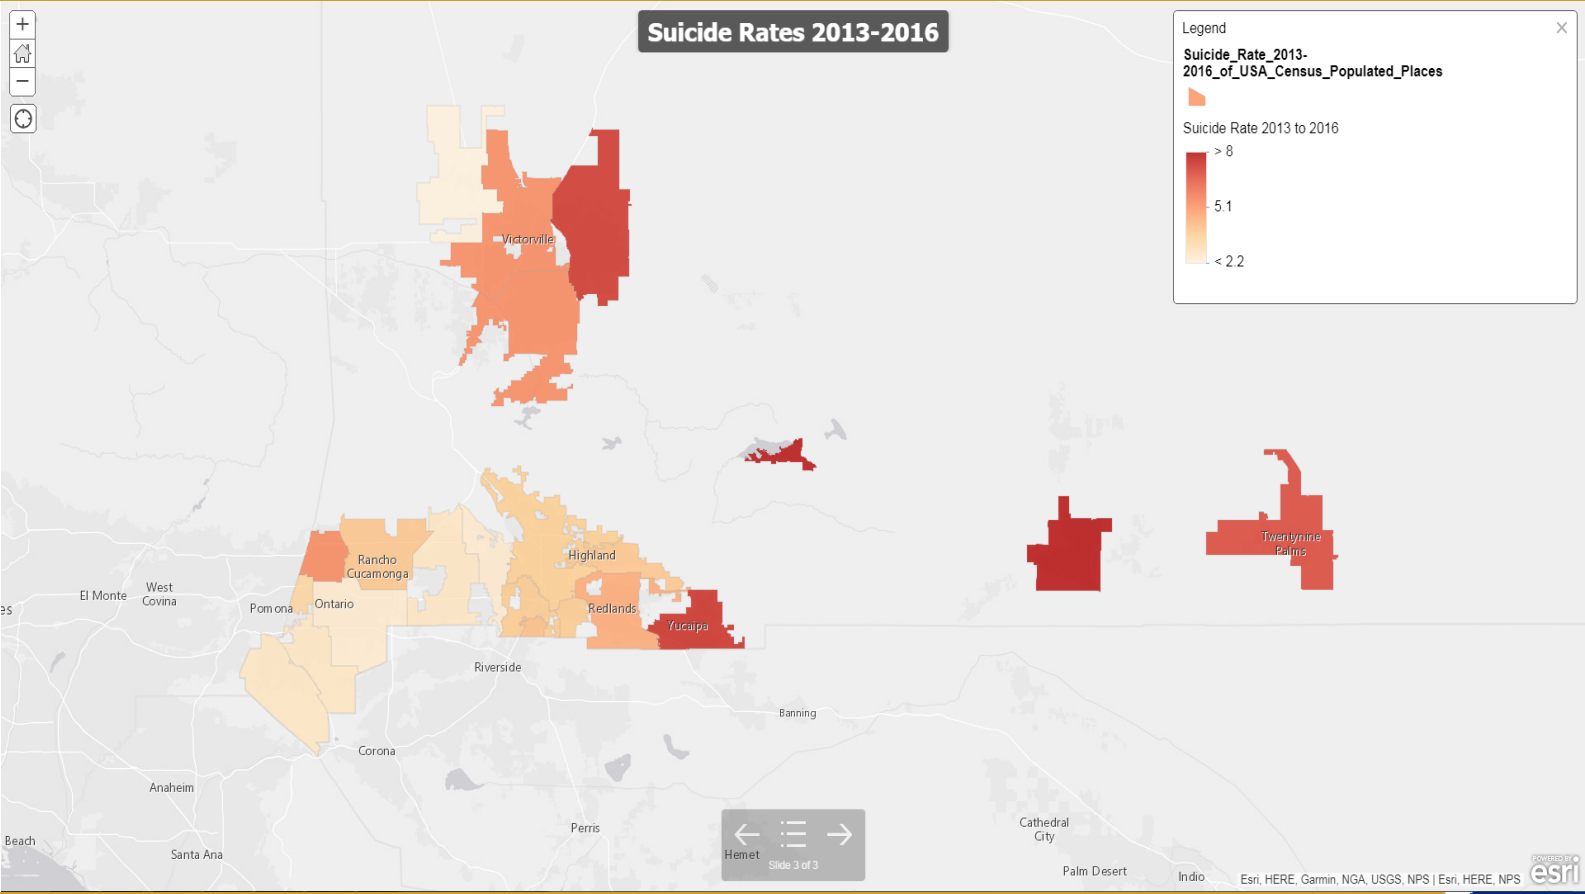 Suicide Rates 2013-2016
Legend
Suicide_Rate_2013-
2016_of_USA_Census_Populated_Places
Suicide Rate 2013 to 2016
> 8
5.1
< 2.2
Victorville
Rancho
Cucamonga
Highland
Twentynine
Palms
El Monte
West
Covina
Pomona
Ontario
Redlands
Yucaipa
es
Riverside
Banning
Corona
Anaheim
Beach
Santa Ana
Perris
Hemet
Slide 3 of 3
Cathedral
City
Palm Desert
Indio
Esri, HERE, Garmin, NGA, USGS, NPS | Esri, HERE, NPS
POWERED BY
esri